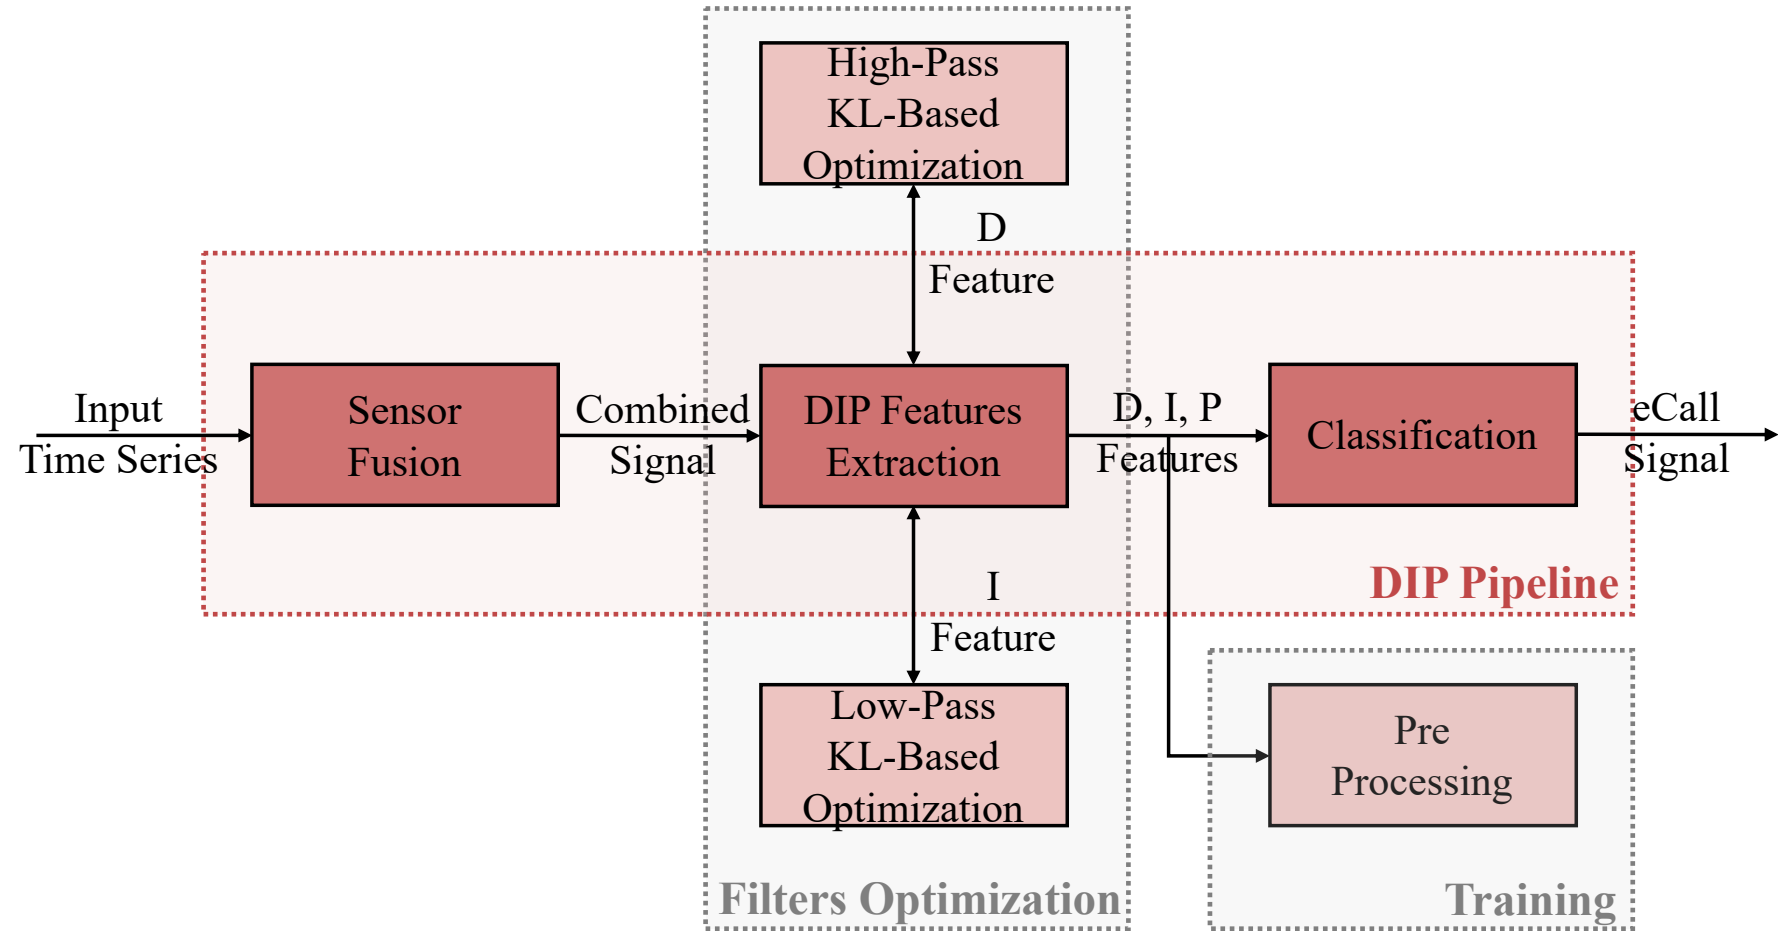 High-Pass
KL-Based
Optimization
D
Feature
Input
Time Series
Sensor
Fusion
Combined
Signal
DIP Features
Extraction
D, I, P
Features
Classification
eCall
Signal
DIP Pipeline
I
Feature
Low-Pass
KL-Based
Optimization
Pre
Processing
Filters Optimization
Training